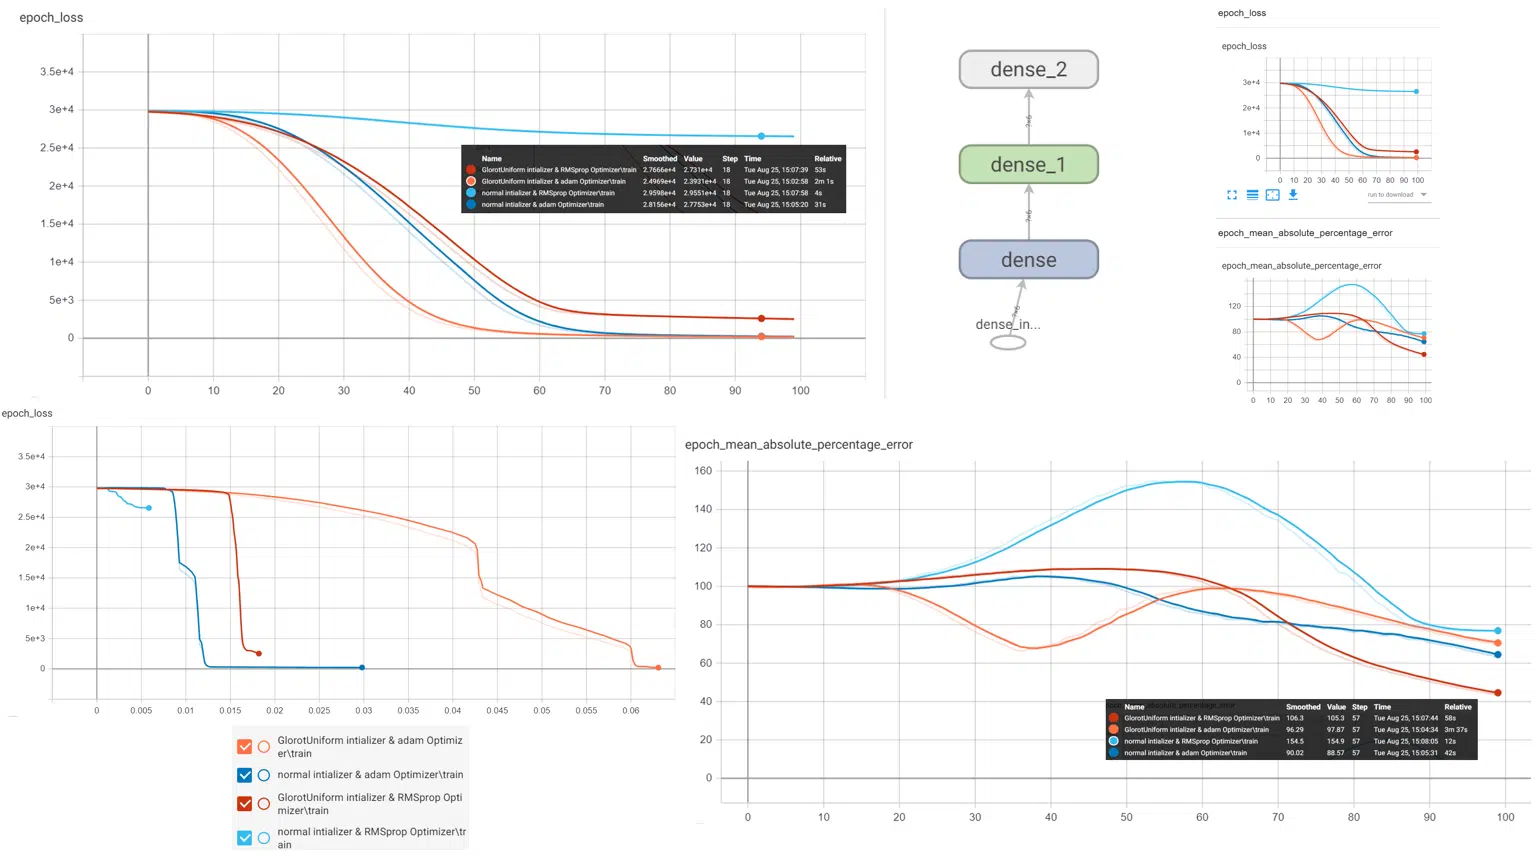 epoch_loss
3.5e+4
3e+4
2.5e+4
2e+4
1.5e+4
1e+4
5e+3
0
0 10 20 30 40 50 60 70 80 90 100
Name Smoothed Value Step Time Relative
GlorotUniform intializer & RMSprop Optimizer\train 2.7666e+4 2.731e+4 18 Tue Aug 25, 15:07:39 53s
GlorotUniform intializer & adam Optimizer\train 2.4969e+4 2.3931e+4 18 Tue Aug 25, 15:02:58 2m 1s
normal intializer & RMSprop Optimizer\train 2.9598e+4 2.9551e+4 18 Tue Aug 25, 15:07:58 4s
normal intializer & adam Optimizer\train 2.8156e+4 2.7753e+4 18 Tue Aug 25, 15:05:20 31s
dense_2
?×6
dense_1
?×6
dense
?×6
dense_in...
epoch_loss
epoch_loss
3e+4
2e+4
1e+4
0
0 10 20 30 40 50 60 70 80 90 100
run to download
epoch_mean_absolute_percentage_error
epoch_mean_absolute_percentage_error
120
80
40
0
0 10 20 30 40 50 60 70 80 90 100
epoch_loss
3.5e+4
3e+4
2.5e+4
2e+4
1.5e+4
1e+4
5e+3
0
0 0.005 0.01 0.015 0.02 0.025 0.03 0.035 0.04 0.045 0.05 0.055 0.06
GlorotUniform intializer & adam Optimiz
er\train
normal intializer & adam Optimizer\train
GlorotUniform intializer & RMSprop Opti
mizer\train
normal intializer & RMSprop Optimizer\tr
ain
epoch_mean_absolute_percentage_error
160
140
120
100
80
60
40
20
0
0 10 20 30 40 50 60 70 80 90 100
Name Smoothed Value Step Time Relative
GlorotUniform intializer & RMSprop Optimizer\train 106.3 105.3 57 Tue Aug 25, 15:07:44 58s
GlorotUniform intializer & adam Optimizer\train 96.29 97.87 57 Tue Aug 25, 15:04:34 3m 37s
normal intializer & RMSprop Optimizer\train 154.5 154.9 57 Tue Aug 25, 15:08:05 12s
normal intializer & adam Optimizer\train 90.02 88.57 57 Tue Aug 25, 15:05:31 42s